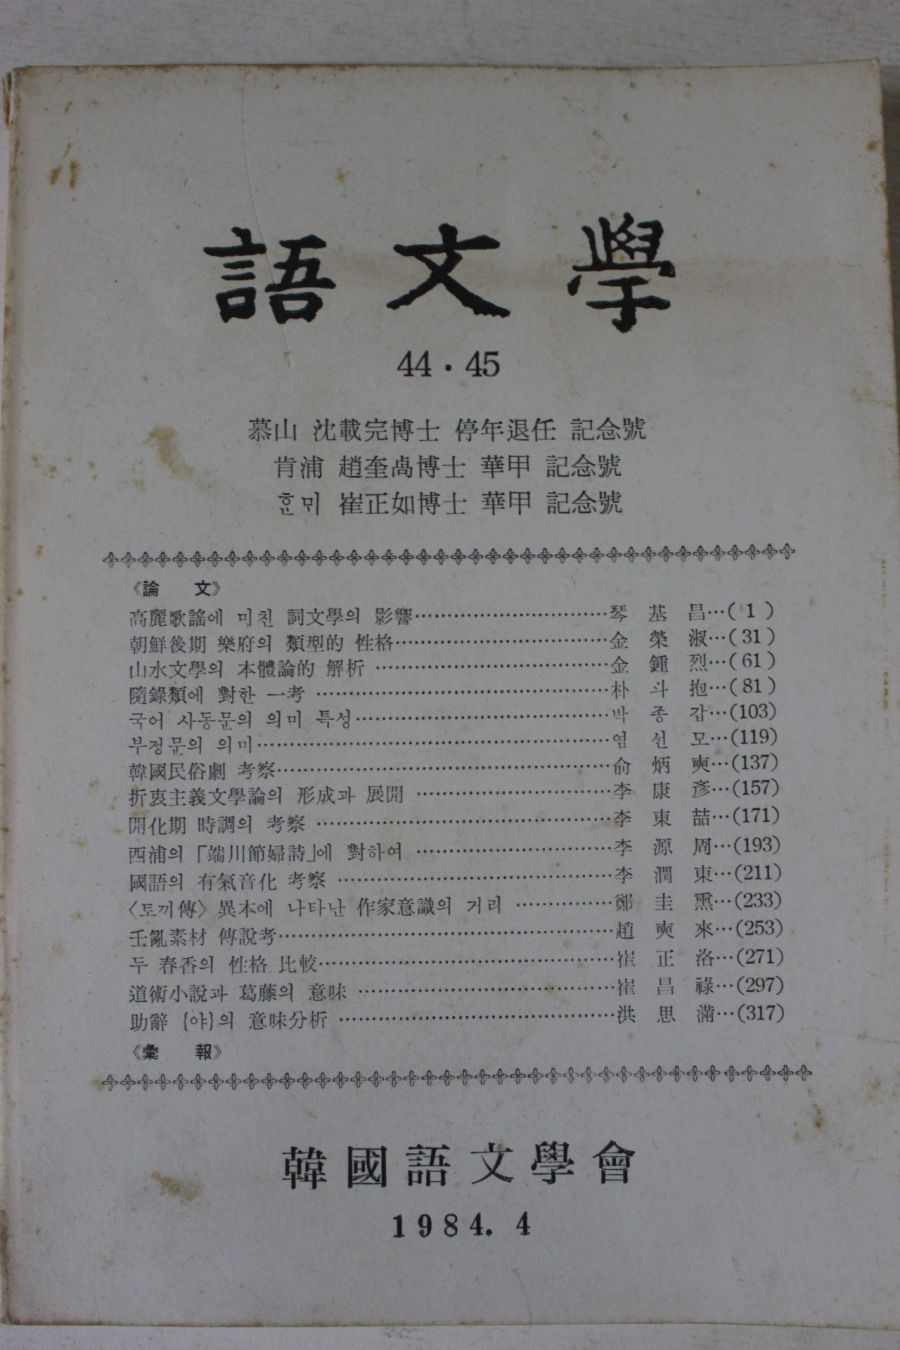 語文學
44·45
慕山 沈載完博士 停年退任 記念號
肯浦 趙奎卨博士 華甲 記念號
흔뫼 崔正如博士 華甲 記念號
《論 文》
高麗歌謠에 미친 詞文學의 影響……………………………琴 基 昌…( 1 )
朝鮮後期 樂府의 類型的 性格……………………………金 榮 淑…( 31 )
山水文學의 本體論的 解析……………………………金 鍾 烈…( 61 )
隨錄類에 對한 一考……………………………朴 斗 抱…( 81 )
국어 사동문의 의미 특성……………………………박 종 갑…(103)
부정문의 의미……………………………염 선 모…(119)
韓國民俗劇 考察……………………………兪 炳 奭…(137)
折衷主義文學論의 形成과 展開……………………………李 康 彥…(157)
開化期 時調의 考察……………………………李 東 喆…(171)
西浦의「端川節婦詩」에 對하여……………………………李 源 周…(193)
國語의 有氣音化 考察……………………………李 潤 東…(211)
〈토끼傳〉異本에 나타난 作家意識의 거리……………………………鄭 圭 熏…(233)
壬亂素材 傳說考……………………………趙 奭 來…(253)
두 春香의 性格 比較……………………………崔 正 洛…(271)
道術小說과 葛藤의 意味……………………………崔 昌 祿…(297)
助辭 {야}의 意味分析……………………………洪 思 滿…(317)
《彙 報》
韓國語文學會
1984. 4